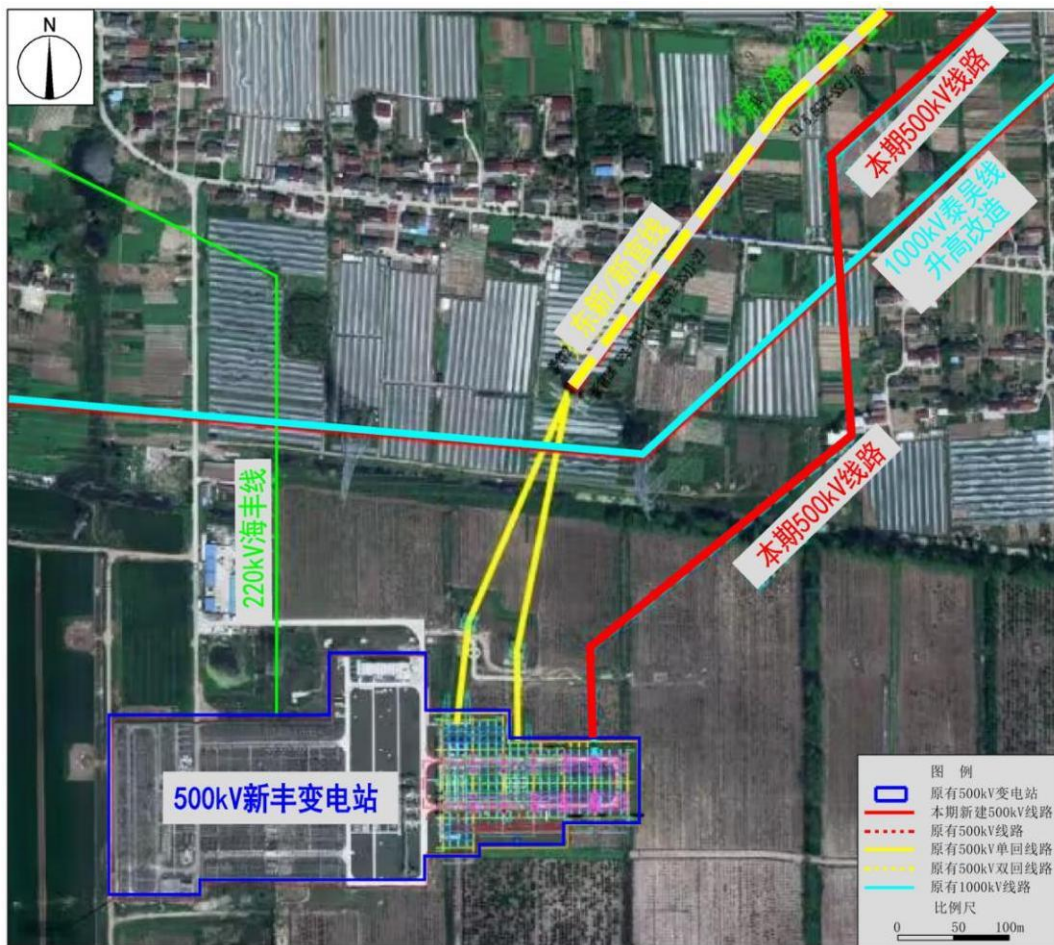 N
本期500kV线路
1000kV泰吴线
升高改造
东新/新官线
本期500kV线路
220kV海丰线
500kV新丰变电站
图 例
原有500kV变电站
本期新建500kV线路
原有500kV线路
原有500kV单回线路
原有500kV双回线路
原有1000kV线路
比例尺
0 50 100m